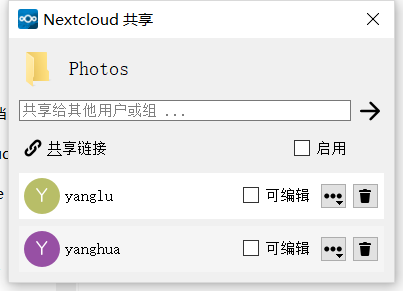 Nextcloud 共享
Photos
共享给其他用户或组 ...
共享链接 启用
Y yanglu 可编辑
Y yanghua 可编辑